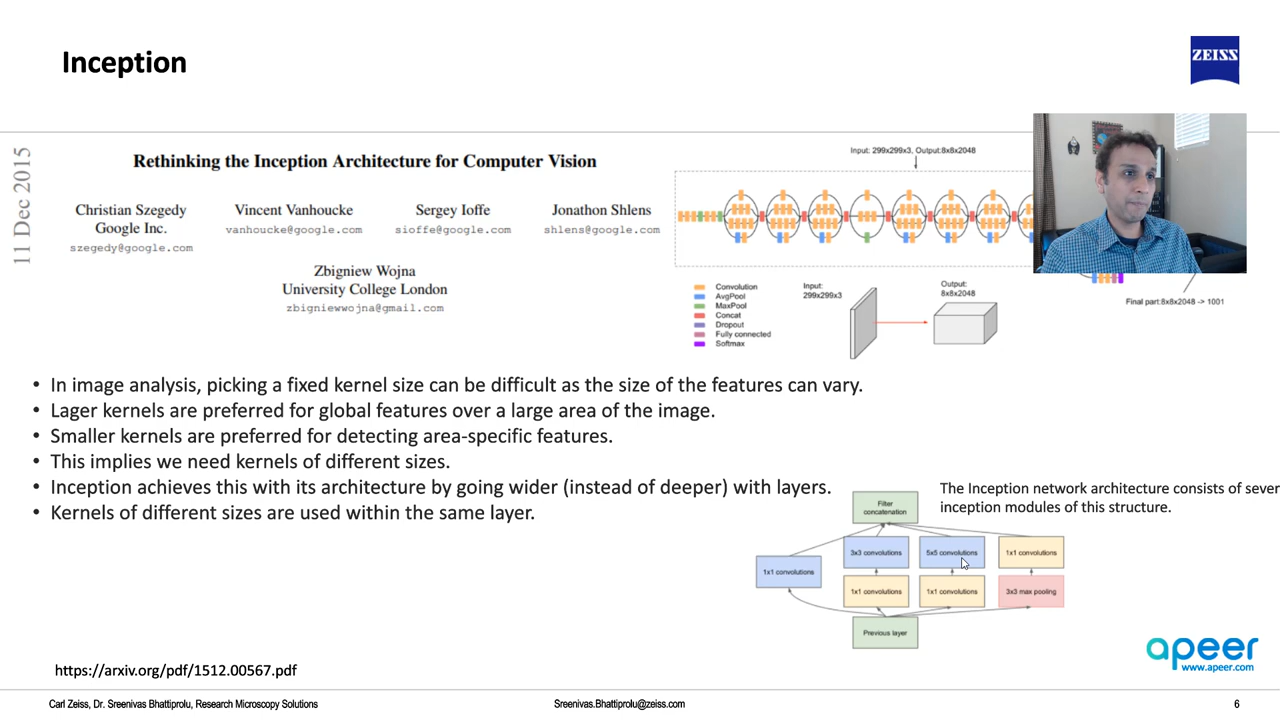 Inception
ZEISS
11 Dec 2015
Rethinking the Inception Architecture for Computer Vision
Christian Szegedy
Google Inc.
szegedy@google.com
Vincent Vanhoucke
vanhoucke@google.com
Sergey Ioffe
sioffe@google.com
Jonathon Shlens
shlens@google.com
Zbigniew Wojna
University College London
zbigniewwojna@gmail.com
Input: 299x299x3, Output:8x8x2048
Convolution
AvgPool
MaxPool
Concat
Dropout
Fully connected
Softmax
Input:
299x299x3
Output:
8x8x2048
Final part:8x8x2048 -> 1001
• In image analysis, picking a fixed kernel size can be difficult as the size of the features can vary.
• Lager kernels are preferred for global features over a large area of the image.
• Smaller kernels are preferred for detecting area-specific features.
• This implies we need kernels of different sizes.
• Inception achieves this with its architecture by going wider (instead of deeper) with layers.
• Kernels of different sizes are used within the same layer.
The Inception network architecture consists of sever
inception modules of this structure.
Filter
concatenation
3x3 convolutions
5x5 convolutions
1x1 convolutions
1x1 convolutions
1x1 convolutions
1x1 convolutions
3x3 max pooling
Previous layer
https://arxiv.org/pdf/1512.00567.pdf
apeer
www.apeer.com
Carl Zeiss, Dr. Sreenivas Bhattiprolu, Research Microscopy Solutions
Sreenivas.Bhattiprolu@zeiss.com
6